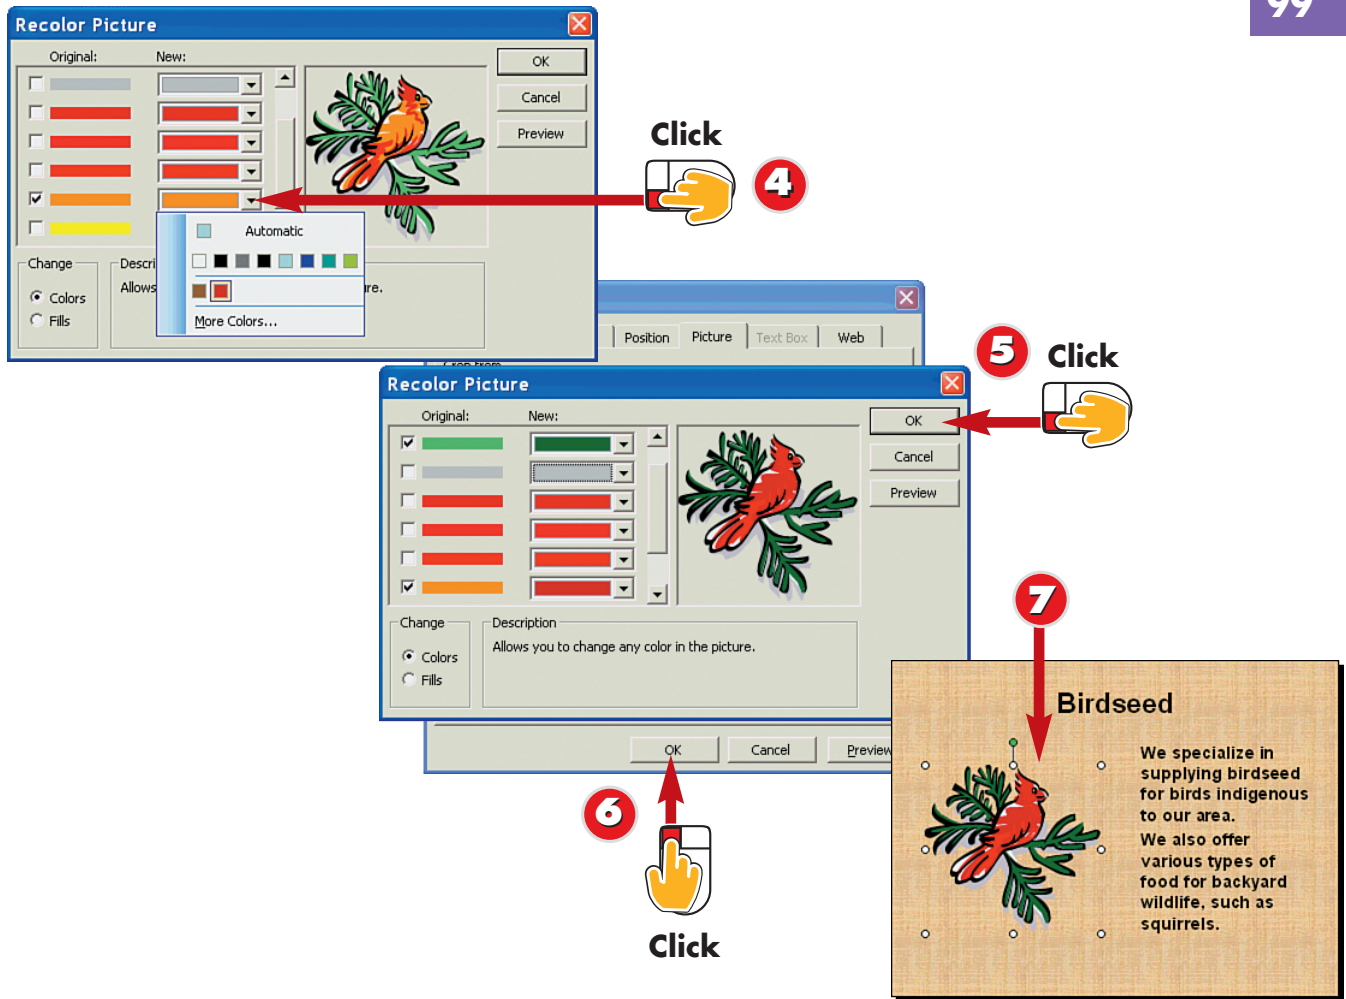 99
Recolor Picture
Original: New:
OK
Cancel
Preview
Automatic
More Colors...
Change
Colors
Fills
Descri
Allows
ire.
Click
4
Position Picture Text Box Web
Crop from
5
Click
Recolor Picture
Original: New:
OK
Cancel
Preview
Change
Colors
Fills
Description
Allows you to change any color in the picture.
OK Cancel Preview
6
Click
7
Birdseed
We specialize in
supplying birdseed
for birds indigenous
to our area.
We also offer
various types of
food for backyard
wildlife, such as
squirrels.